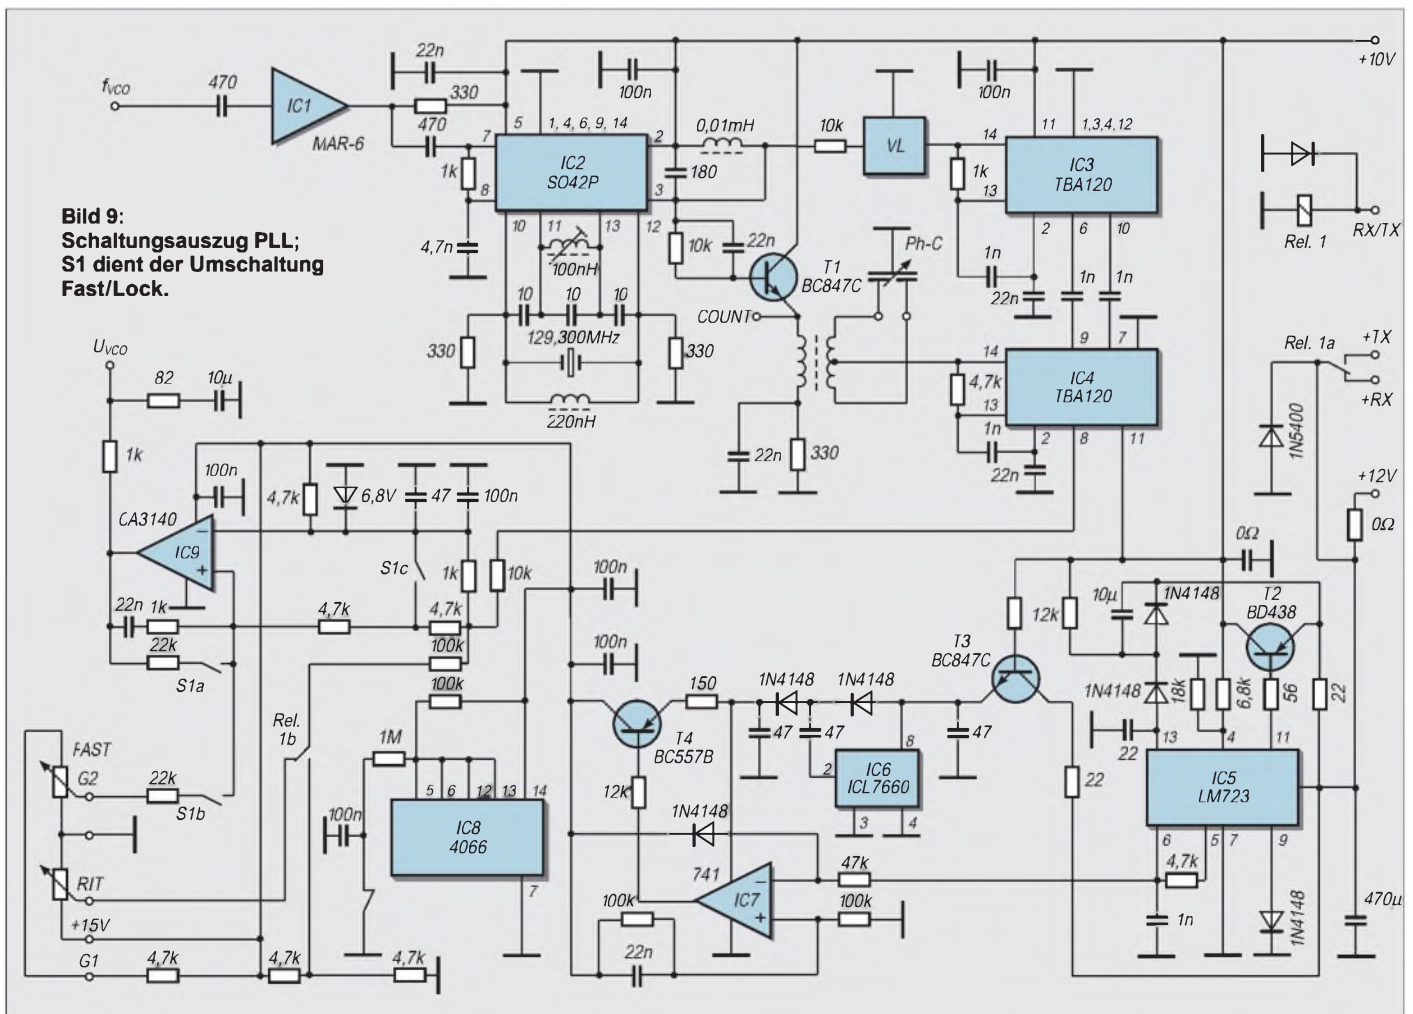 22n
470
fVCO
IC1
MAR-6
330
470
7
5
1, 4, 6, 9, 14
2
IC2
SO42P
1k
8
3
10
11
13
12
4,7n
100nH
10
10
10
129,300MHz
330
330
220nH
100n
0,01mH
180
10k
22n
10k
VL
T1
BC847C
COUNT
Ph-C
22n
330
100n
11
1,3,4,12
14
IC3
TBA120
1k
13
2
6
10
1n
22n
1n
1n
9
7
14
IC4
TBA120
4,7k
13
2
8
11
1n
22n
+10V
Rel. 1
RX/TX
Rel. 1a
+TX
+RX
1N5400
+12V
0Ω
Bild 9:
Schaltungsauszug PLL;
S1 dient der Umschaltung
Fast/Lock.
UVCO
82
10µ
1k
100n
CA3140
IC9
4,7k
6,8V
47
100n
S1c
1k
10k
22n
1k
4,7k
4,7k
22k
S1a
100k
100k
100n
100n
FAST
G2
22k
S1b
Rel.
1b
RIT
+15V
G1
4,7k
4,7k
4,7k
1M
100n
5
6
12
13
14
IC8
4066
7
T4
BC557B
150
12k
1N4148
1N4148
47
47
47
8
2
IC6
ICL7660
3
4
1N4148
741
IC7
47k
100k
100k
22n
T3
BC847C
12k
10µ
1N4148
0Ω
T2
BD438
1N4148
18k
6,8k
56
22
22
22
13
4
11
IC5
LM723
6
5
7
9
4,7k
1n
1N4148
470µ